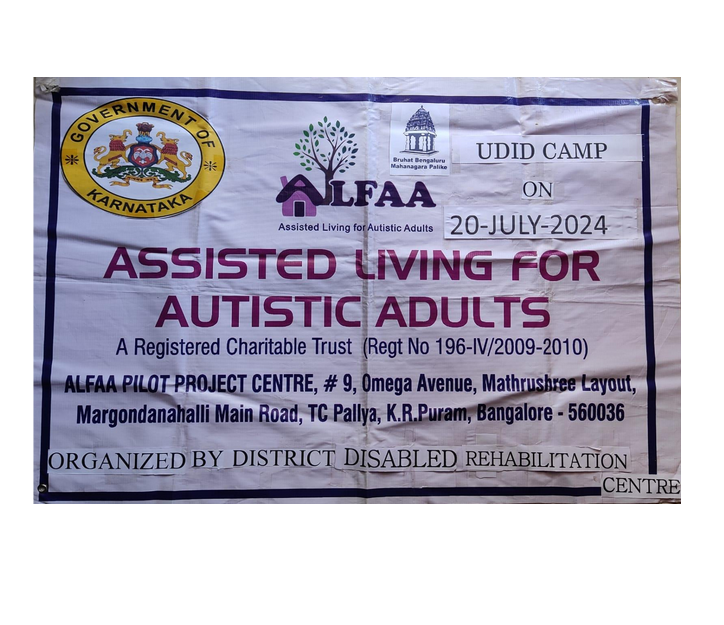 GOVERNMENT OF
KARNATAKA
ALFAA
Assisted Living for Autistic Adults
Bruhat Bengaluru
Mahanagara Palike
UDID CAMP
ON
20-JULY-2024
ASSISTED LIVING FOR
AUTISTIC ADULTS
A Registered Charitable Trust (Regt No 196-IV/2009-2010)
ALFAA PILOT PROJECT CENTRE, # 9, Omega Avenue, Mathrushree Layout,
Margondanahalli Main Road, TC Pallya, K.R.Puram, Bangalore - 560036
ORGANIZED BY DISTRICT DISABLED REHABILITATION
CENTRE